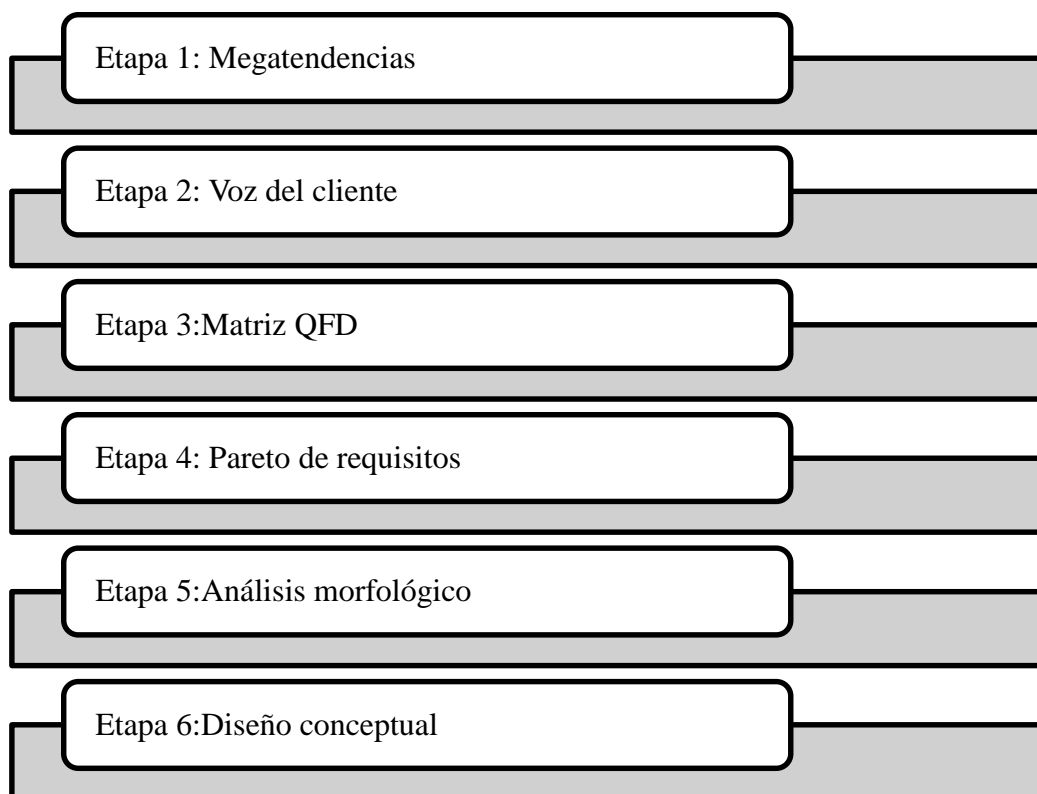 Etapa 1: Megatendencias
Etapa 2: Voz del cliente
Etapa 3:Matriz QFD
Etapa 4: Pareto de requisitos
Etapa 5:Análisis morfológico
Etapa 6:Diseño conceptual